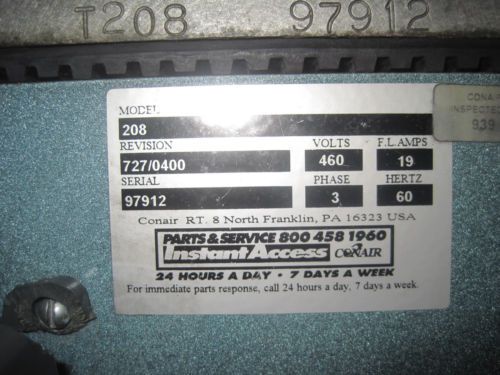 T208 97912
CONAIR
INSPECTED
939
MODEL
208
REVISION VOLTS F.L.AMPS
727/0400 460 19
SERIAL PHASE HERTZ
97912 3 60
Conair RT. 8 North Franklin, PA 16323 USA
PARTS & SERVICE 800 458 1960
Instant Access CONAIR
24 HOURS A DAY • 7 DAYS A WEEK
For immediate parts response, call 24 hours a day, 7 days a week.